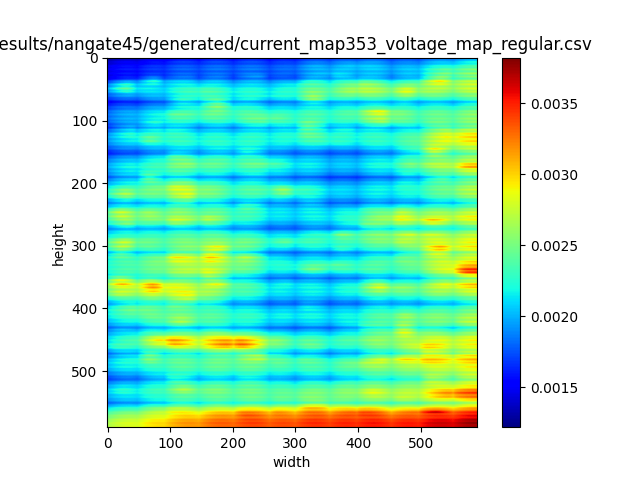 esults/nangate45/generated/current_map353_voltage_map_regular.csv
0
100
200
300
400
500
height
0 100 200 300 400 500
width
0.0035
0.0030
0.0025
0.0020
0.0015